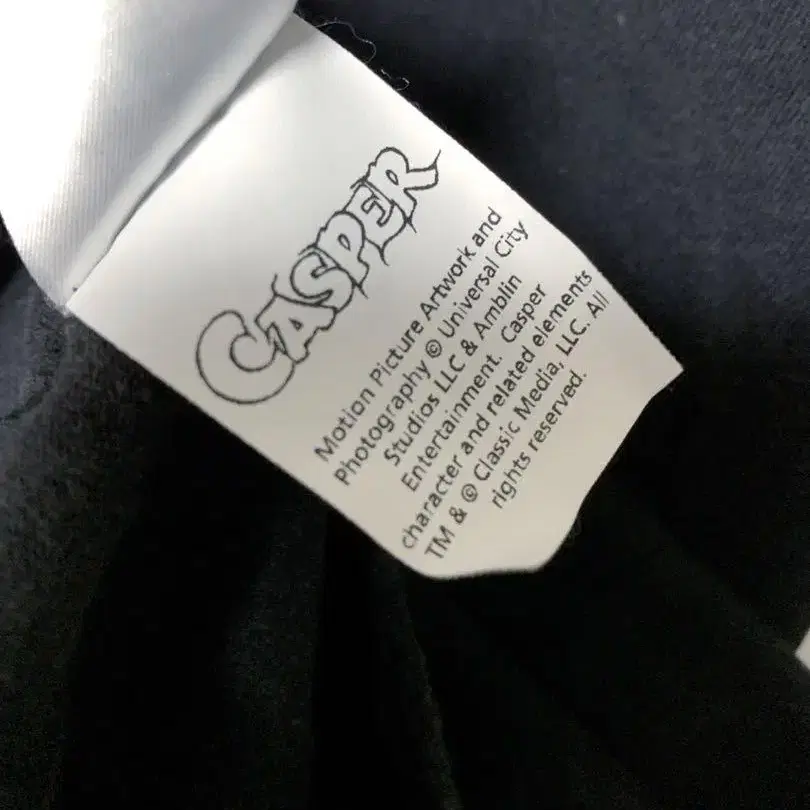 CASPER
Motion Picture Artwork and
Photography © Universal City
Studios LLC & Amblin
Entertainment. Casper
character and related elements
TM & © Classic Media, LLC. All
rights reserved.